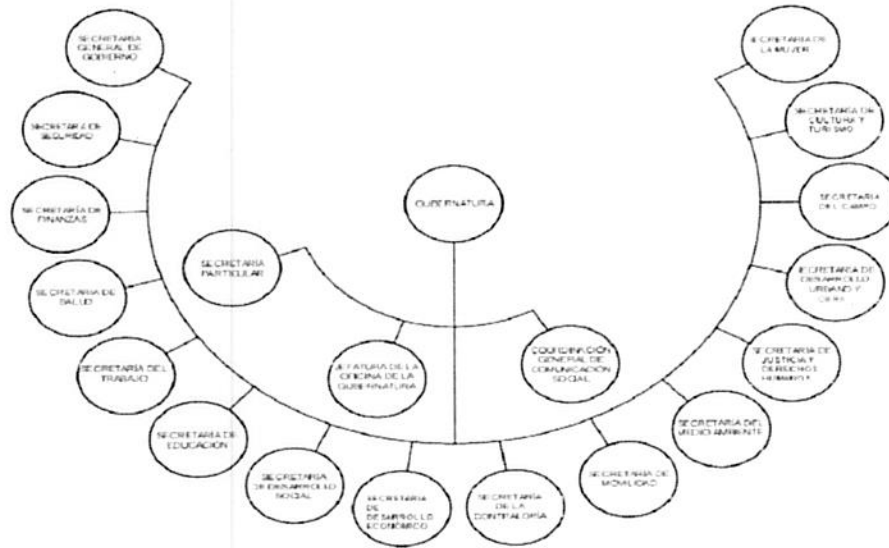 SECRETARÍA
GENERAL DE
GOBIERNO
SECRETARÍA DE
SEGURIDAD
SECRETARÍA DE
FINANZAS
SECRETARÍA DE
SALUD
SECRETARÍA DEL
TRABAJO
SECRETARÍA DE
EDUCACIÓN
SECRETARÍA
DE DESARROLLO
SOCIAL
SECRETARÍA
DE
DESARROLLO
ECONÓMICO
SECRETARÍA
DE LA
CONTRALORÍA
SECRETARÍA DE
MOVILIDAD
SECRETARÍA DEL
MEDIO AMBIENTE
SECRETARÍA DE
JUSTICIA Y
DERECHOS
HUMANOS
SECRETARÍA DE
DESARROLLO
URBANO Y
OBRA
SECRETARÍA
DEL CAMPO
SECRETARÍA DE
CULTURA Y
TURISMO
SECRETARÍA DE
LA MUJER
GUBERNATURA
SECRETARÍA
PARTICULAR
JEFATURA DE LA
OFICINA DE LA
GUBERNATURA
COORDINACIÓN
GENERAL DE
COMUNICACIÓN
SOCIAL